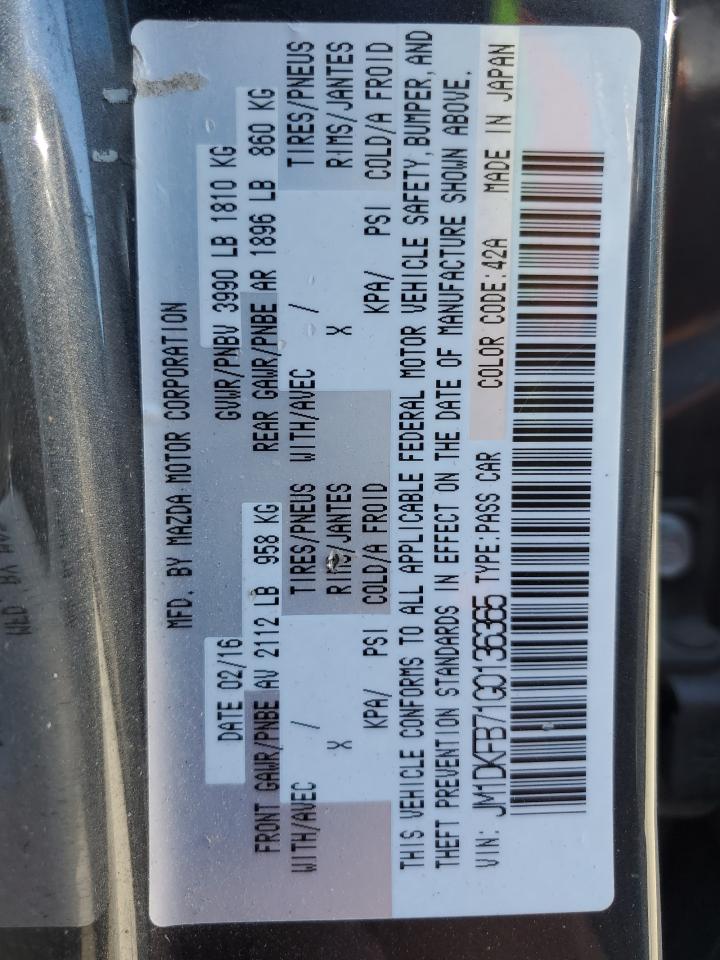 MFD. BY MAZDA MOTOR CORPORATION
DATE 02/16 GVWR/PNBV 3990 LB 1810 KG
FRONT GAWR/PNBE AV 2112 LB 958 KG REAR GAWR/PNBE AR 1896 LB 860 KG
WITH/AVEC / TIRES/PNEUS WITH/AVEC / TIRES/PNEUS
X RIMS/JANTES X RIMS/JANTES
KPA/ PSI COLD/A FROID KPA/ PSI COLD/A FROID
THIS VEHICLE CONFORMS TO ALL APPLICABLE FEDERAL MOTOR VEHICLE SAFETY, BUMPER, AND
THEFT PREVENTION STANDARDS IN EFFECT ON THE DATE OF MANUFACTURE SHOWN ABOVE.
VIN: JM1DKFB71G0136365 TYPE:PASS CAR COLOR CODE:42A MADE IN JAPAN